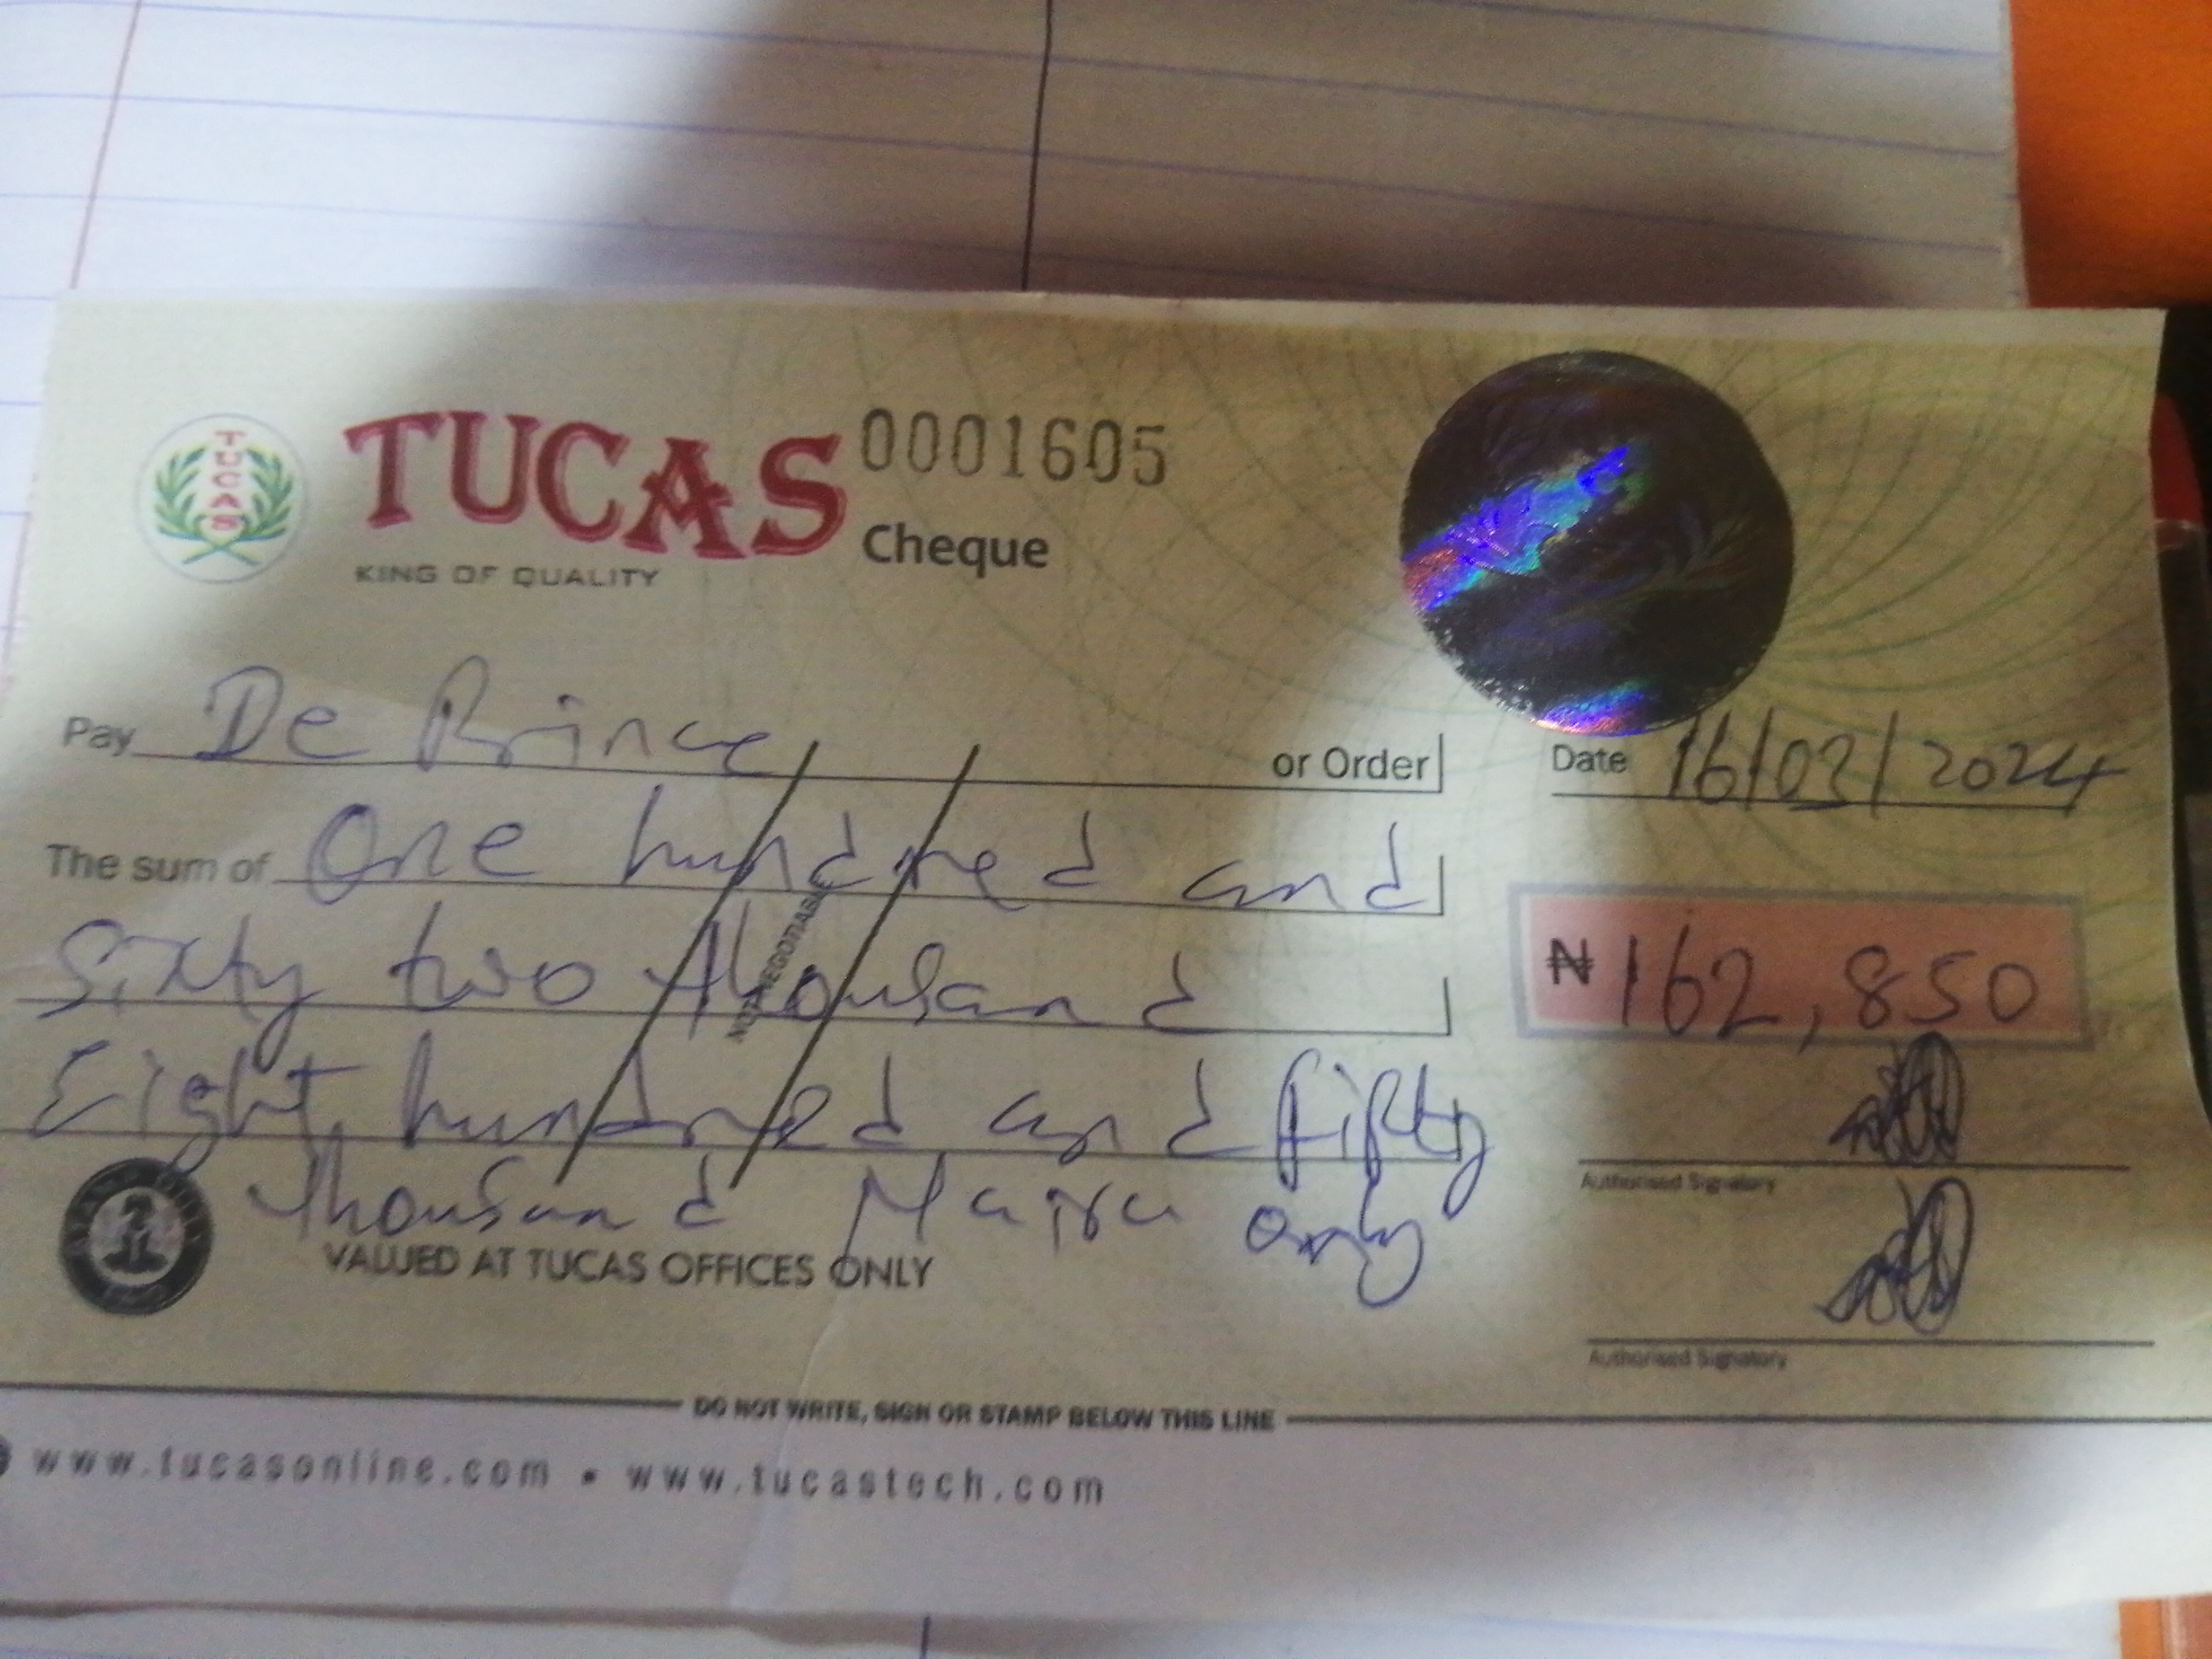 TUCAS
TUCAS 0001605
KING OF QUALITY
Cheque
Pay De Prince or Order
Date 16/03/2024
The sum of One hundred and
Sixty two thousand
₦162,850
NOT NEGOTIABLE
Eight hundred and fifty
Authorised Signatory
thousand Naira only
VALUED AT TUCAS OFFICES ONLY
Authorised Signatory
DO NOT WRITE, SIGN OR STAMP BELOW THIS LINE
www.tucasonline.com • www.tucastech.com